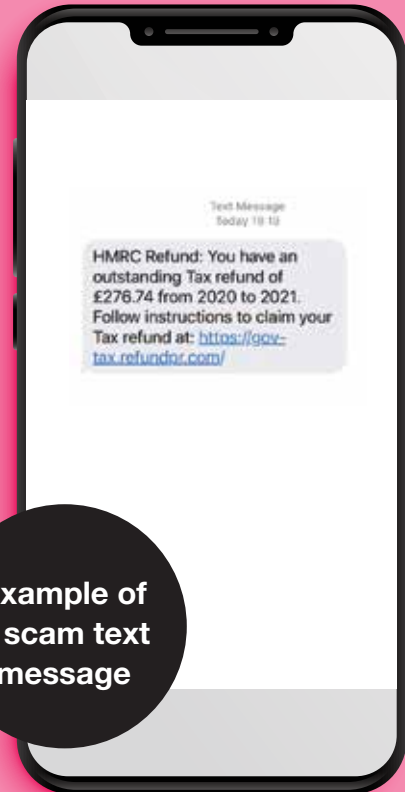 Text Message
Today 19:19
HMRC Refund: You have an
outstanding Tax refund of
£276.74 from 2020 to 2021.
Follow instructions to claim your
Tax refund at: https://gov-
tax.refundpr.com/
xample of
scam text
message